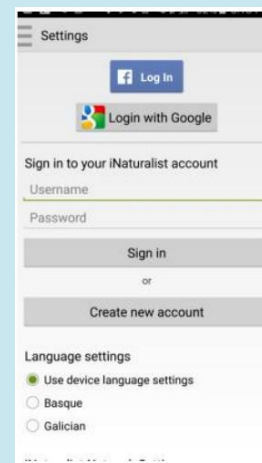 Settings
f Log In
Login with Google
Sign in to your iNaturalist account
Username
Password
Sign in
or
Create new account
Language settings
Use device language settings
Basque
Galician